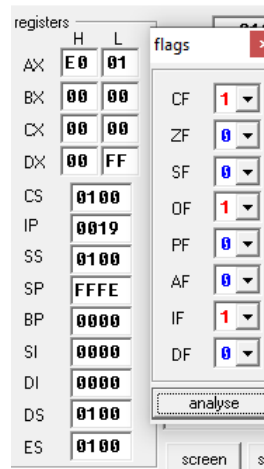 registers
H L
AX E0 01
BX 00 00
CX 00 00
DX 00 FF
CS 0100
IP 0019
SS 0100
SP FFFE
BP 0000
SI 0000
DI 0000
DS 0100
ES 0100
flags
CF 1
ZF 0
SF 0
OF 1
PF 0
AF 0
IF 1
DF 0
analyse
screen